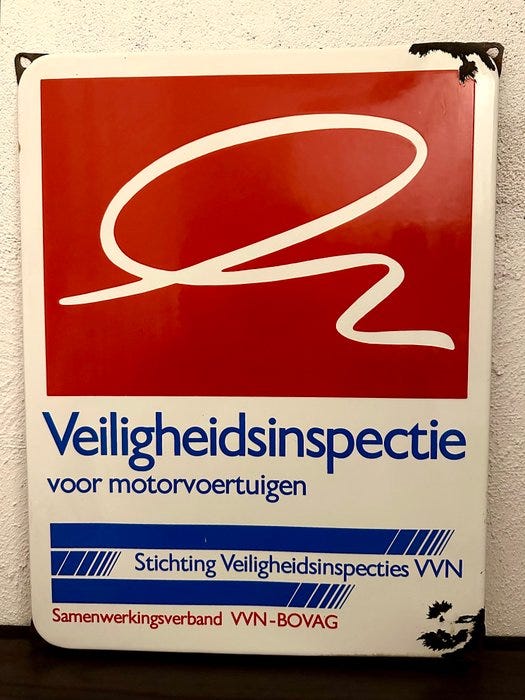 Veiligheidsinspectie
voor motorvoertuigen
Stichting Veiligheidsinspecties VVN
Samenwerkingsverband VVN-BOVAG